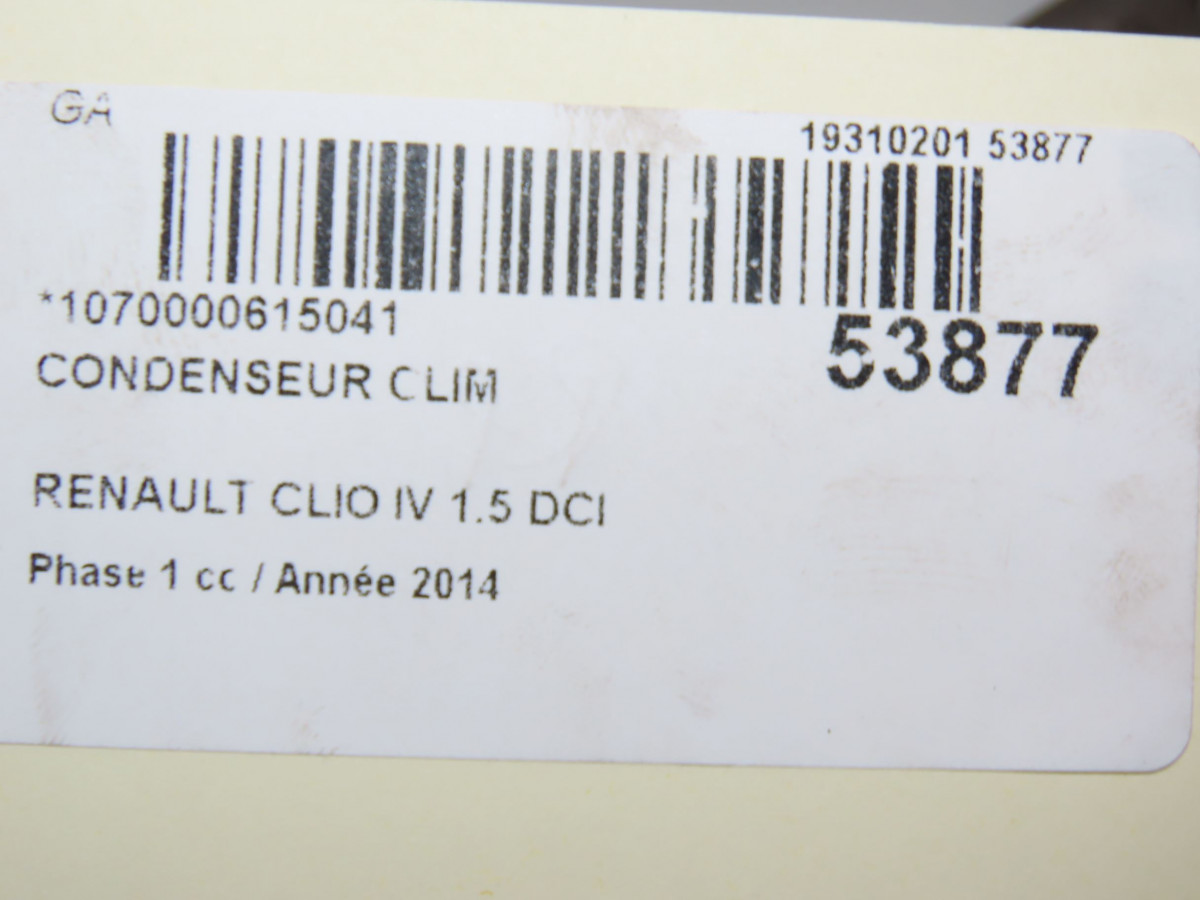 GA
19310201 53877
*1070000615041
53877
CONDENSEUR CLIM
RENAULT CLIO IV 1.5 DCI
Phase 1 cc / Année 2014